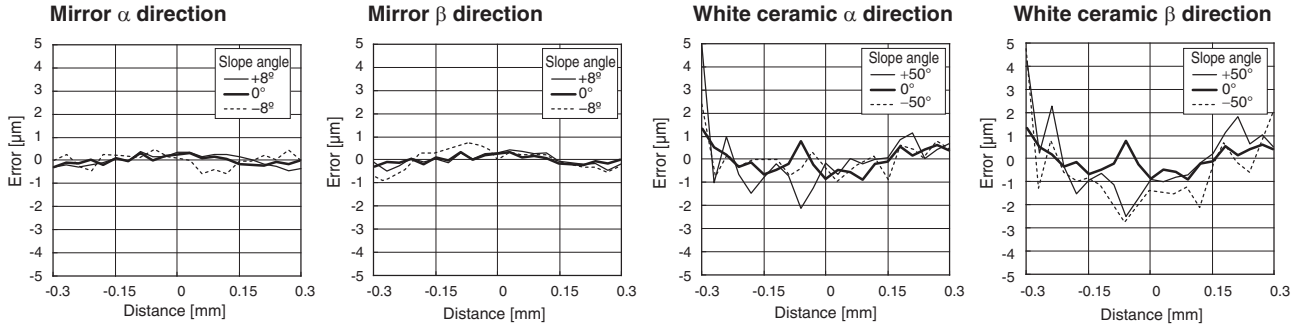 Mirror α direction
5
4
3
2
1
0
-1
-2
-3
-4
-5
Error [µm]
Slope angle
+8º
0°
−8º
-0.3 -0.15 0 0.15 0.3
Distance [mm]
Mirror β direction
5
4
3
2
1
0
-1
-2
-3
-4
-5
Error [µm]
Slope angle
+8º
0°
−8º
-0.3 -0.15 0 0.15 0.3
Distance [mm]
White ceramic α direction
5
4
3
2
1
0
-1
-2
-3
-4
-5
Error [µm]
Slope angle
+50°
0°
−50°
-0.3 -0.15 0 0.15 0.3
Distance [mm]
White ceramic β direction
5
4
3
2
1
0
-1
-2
-3
-4
-5
Error [µm]
Slope angle
+50°
0°
−50°
-0.3 -0.15 0 0.15 0.3
Distance [mm]